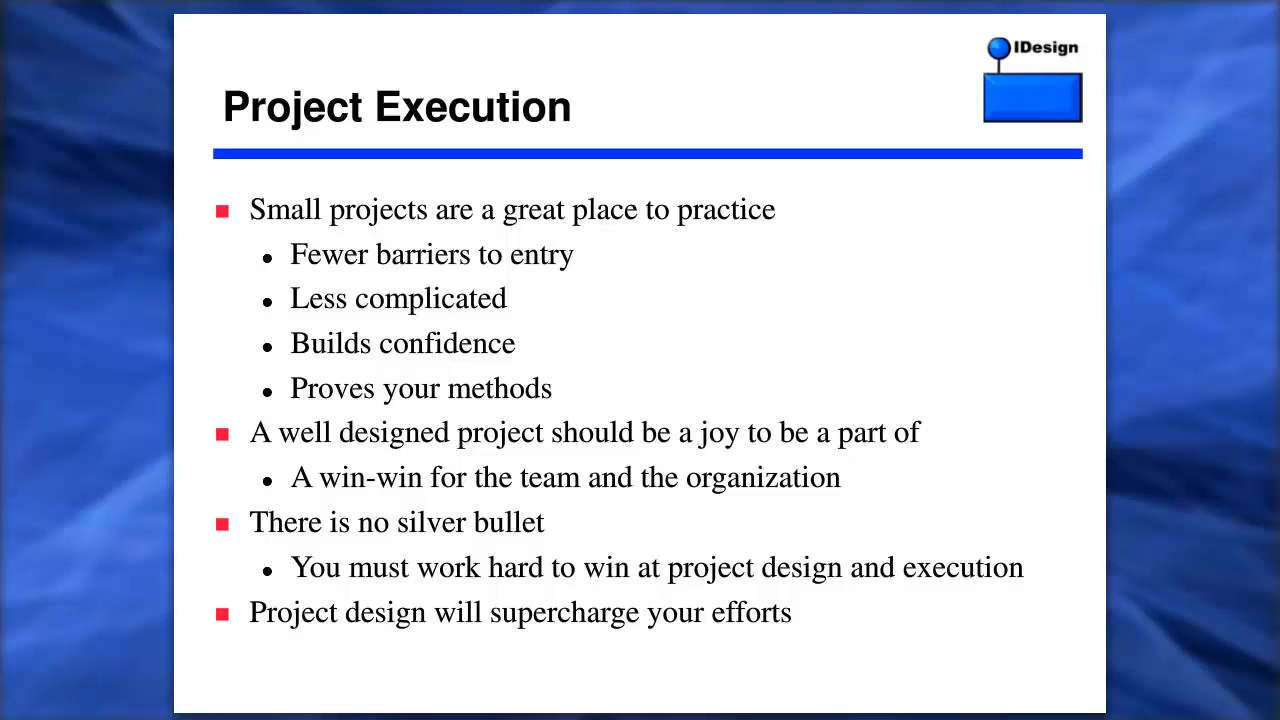 IDesign
Project Execution
Small projects are a great place to practice
Fewer barriers to entry
Less complicated
Builds confidence
Proves your methods
A well designed project should be a joy to be a part of
A win-win for the team and the organization
There is no silver bullet
You must work hard to win at project design and execution
Project design will supercharge your efforts